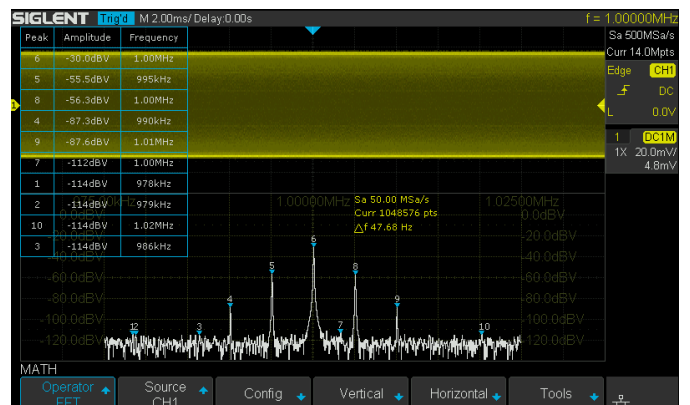 SIGLENT Trig'd M 2.00ms/ Delay:0.00s f = 1.00000MHz
Sa 500MSa/s
Curr 14.0Mpts
Edge CH1
DC
L 0.0V
1 DC1M
1X 20.0mV/
4.8mV
Peak Amplitude Frequency
6 -30.0dBV 1.00MHz
5 -55.5dBV 995kHz
8 -56.3dBV 1.00MHz
4 -87.3dBV 990kHz
9 -87.6dBV 1.01MHz
7 -112dBV 1.00MHz
1 -114dBV 978kHz
2 -114dBV 979kHz
10 -114dBV 1.02MHz
3 -114dBV 986kHz
1.00000MHz Sa 50.00 MSa/s 1.02500MHz
Curr 1048576 pts 0.0dBV
△f 47.68 Hz
-20.0dBV
6
-40.0dBV
5 8
-60.0dBV -60.0dBV
4 9
-80.0dBV -80.0dBV
-100.0dBV -100.0dBV
12 3 7 10
-120.0dBV -120.0dBV
MATH
Operator Source Config Vertical Horizontal Tools
FFT CH1